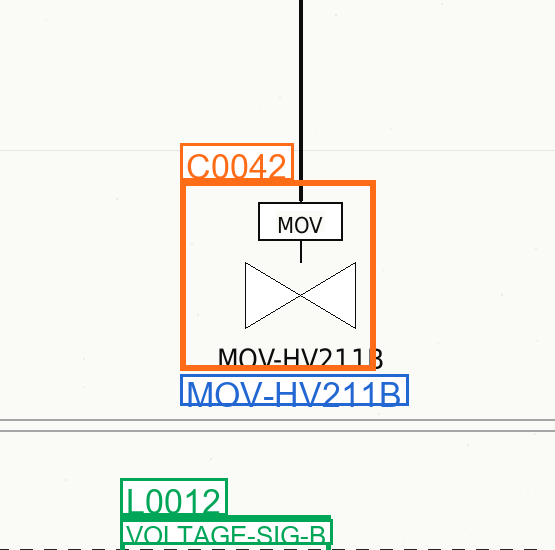 C0042
MOV
MOV-HV211B
MOV-HV211B
L0012
VOLTAGE-SIG-B